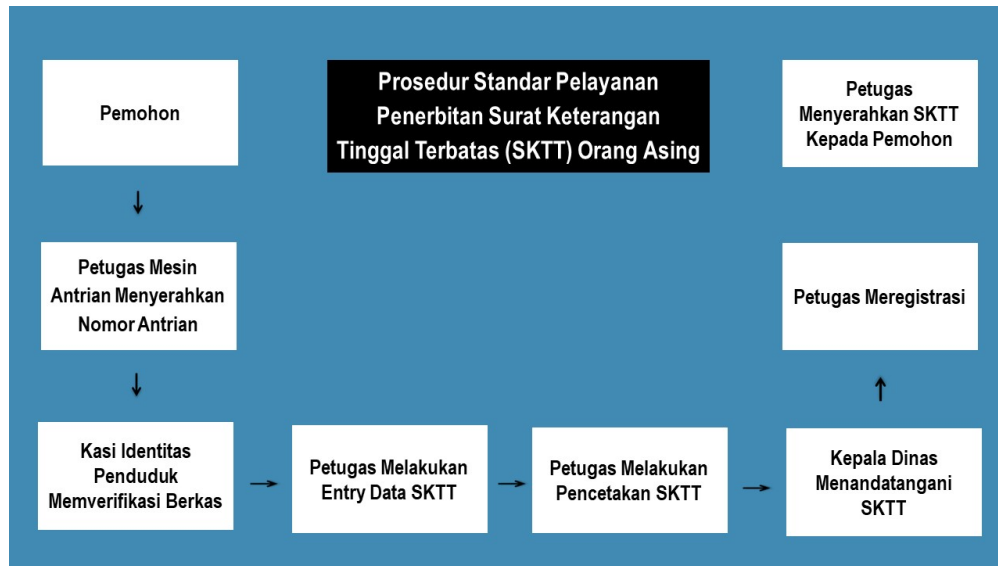 Prosedur Standar Pelayanan
Penerbitan Surat Keterangan
Tinggal Terbatas (SKTT) Orang Asing
Pemohon
Petugas Mesin
Antrian Menyerahkan
Nomor Antrian
Kasi Identitas
Penduduk
Memverifikasi Berkas
Petugas Melakukan
Entry Data SKTT
Petugas Melakukan
Pencetakan SKTT
Kepala Dinas
Menandatangani
SKTT
Petugas Meregistrasi
Petugas
Menyerahkan SKTT
Kepada Pemohon